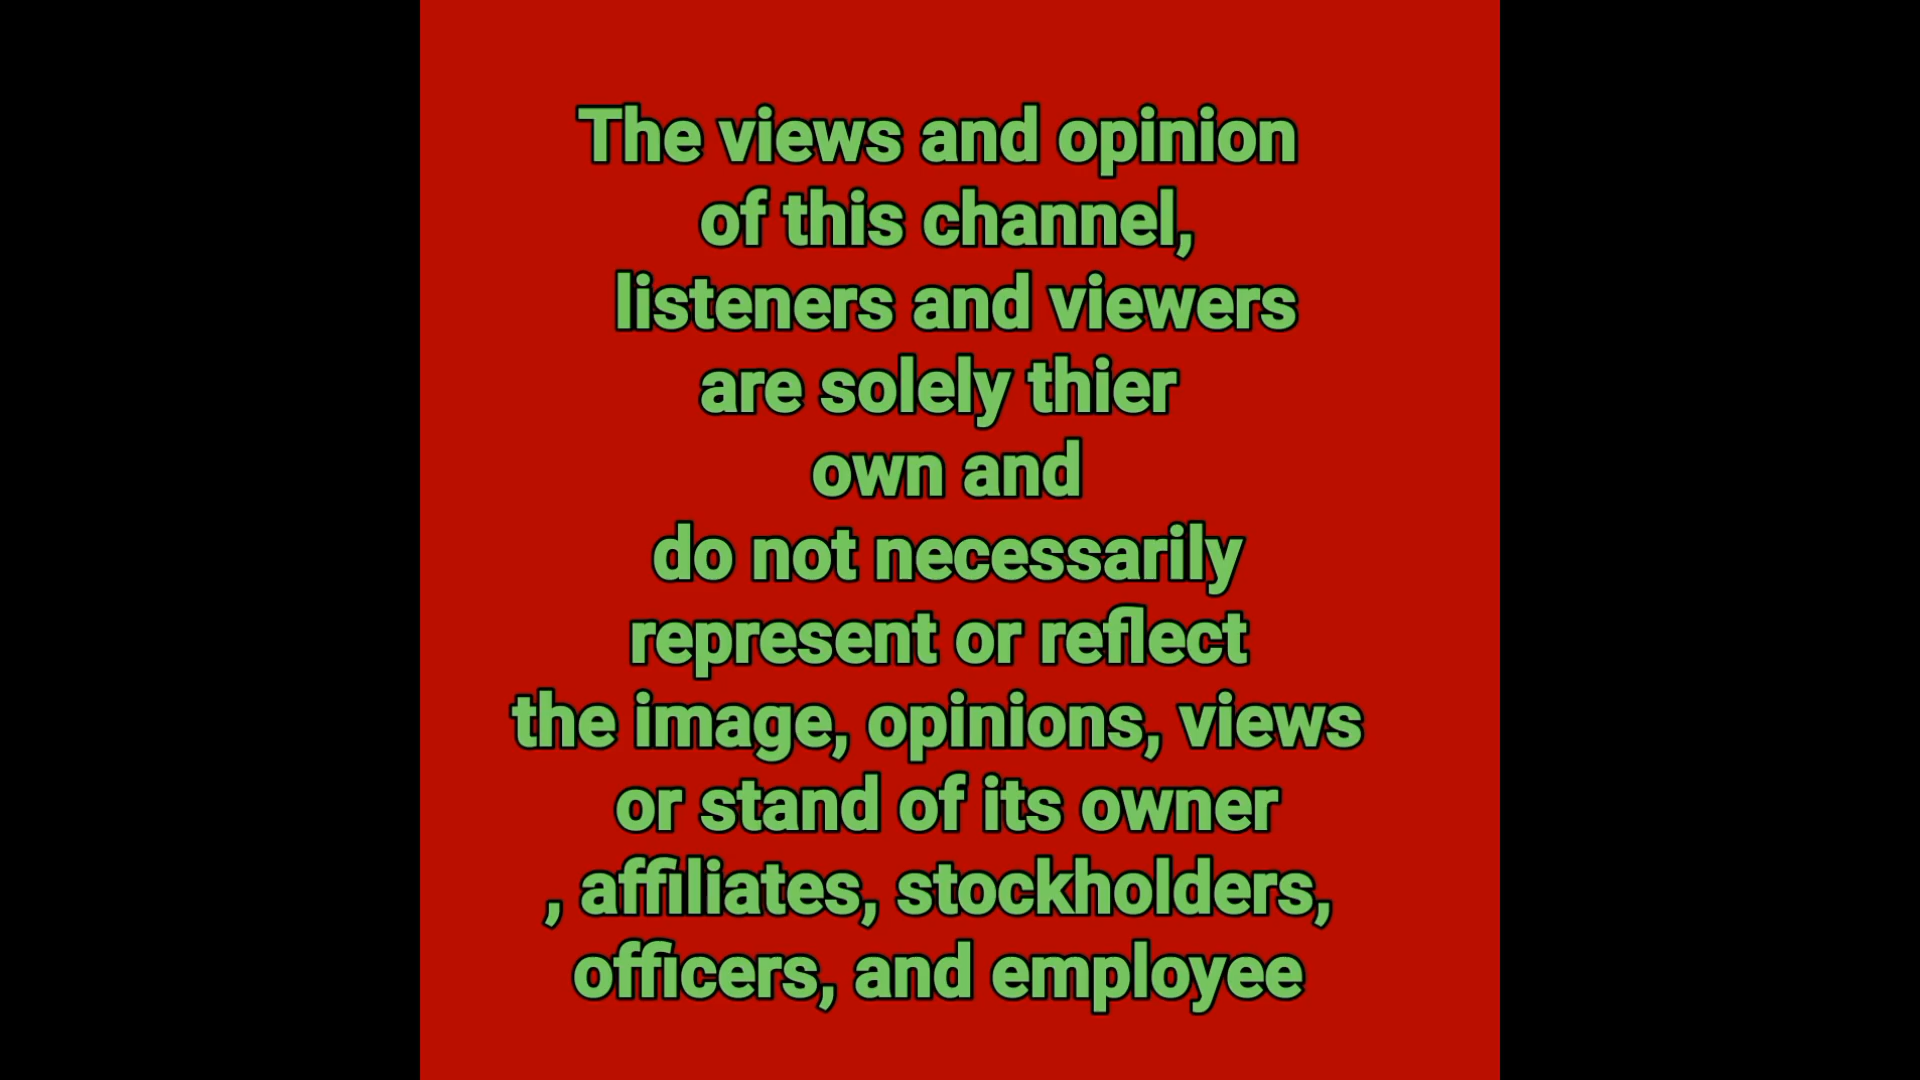 The views and opinion
of this channel,
listeners and viewers
are solely thier
own and
do not necessarily
represent or reflect
the image, opinions, views
or stand of its owner
, affiliates, stockholders,
officers, and employee